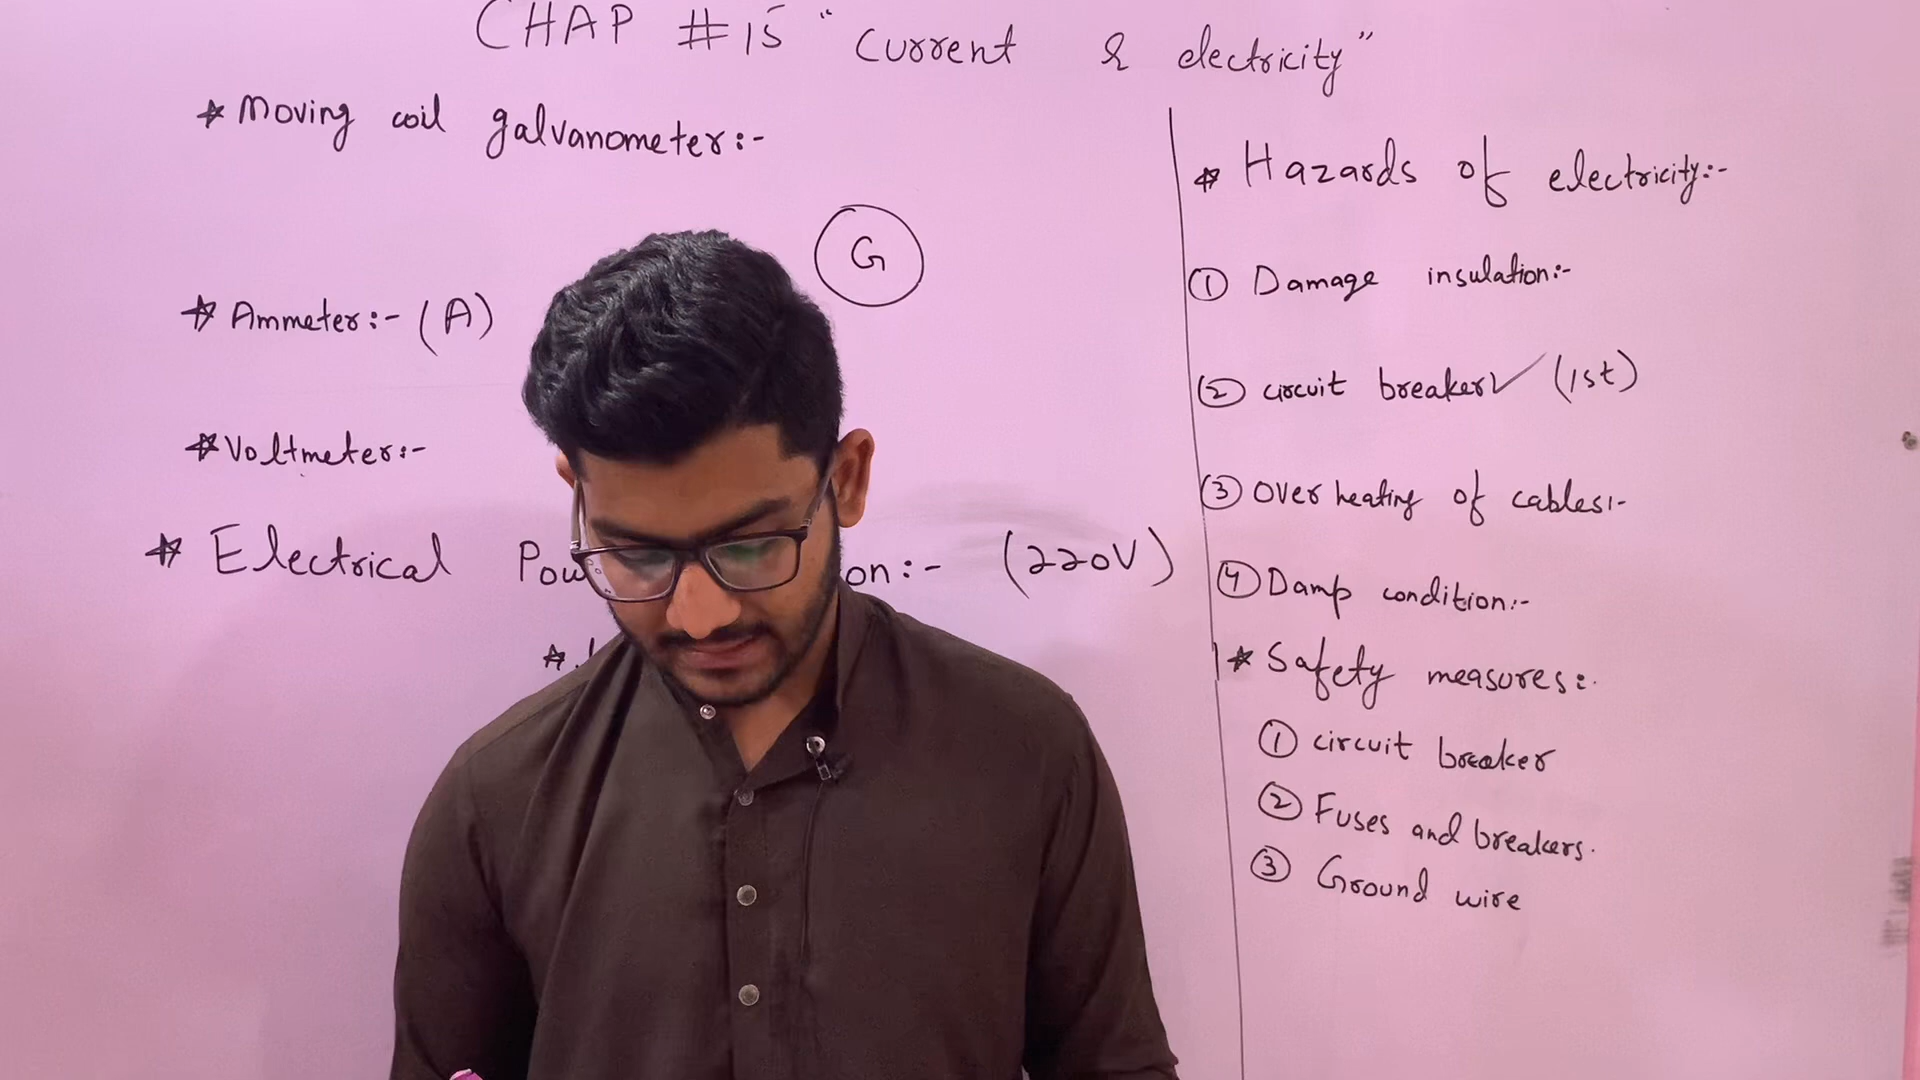 CHAP #15 "Current & electricity"
* Moving coil galvanometer:-
G
* Ammeter:- (A)
* Voltmeter:-
* Electrical Pow on:- (220V)
*
* Hazards of electricity:-
① Damage insulation:-
② circuit breaker ✓ (1st)
③ Over heating of cables:-
④ Damp condition:-
* Safety measures:-
① circuit breaker
② Fuses and breakers.
③ Ground wire